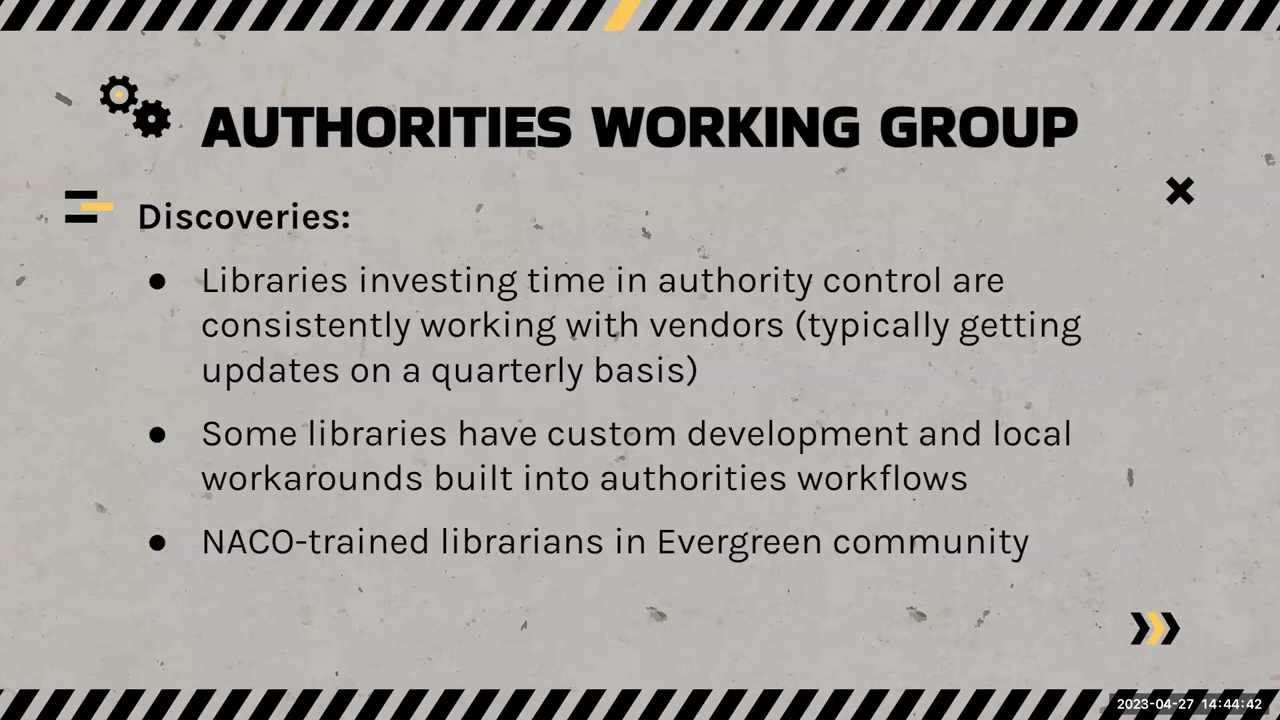 AUTHORITIES WORKING GROUP
Discoveries:
● Libraries investing time in authority control are
consistently working with vendors (typically getting
updates on a quarterly basis)
● Some libraries have custom development and local
workarounds built into authorities workflows
● NACO-trained librarians in Evergreen community
2023-04-27 14:44:42